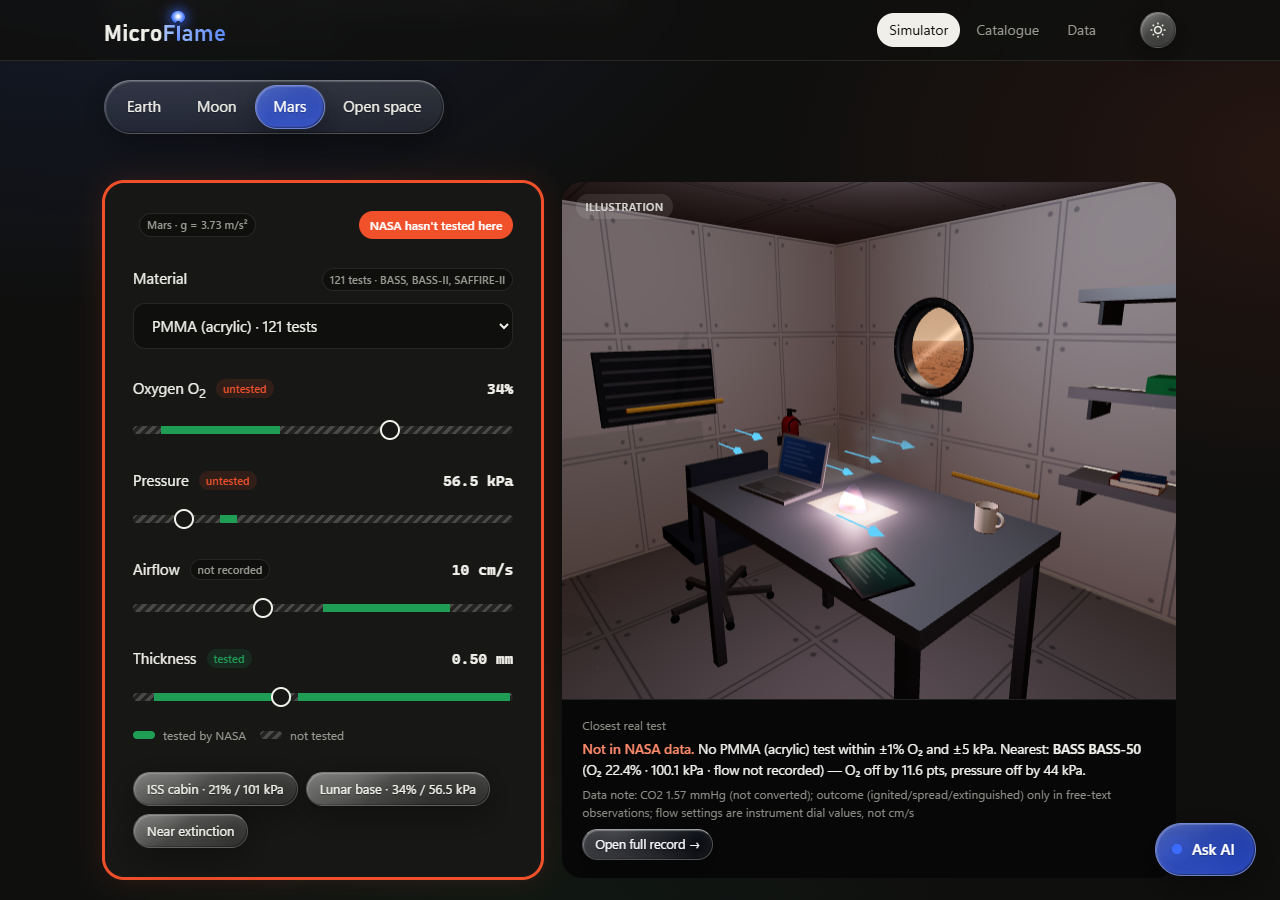 MicroFlame
Simulator
Catalogue
Data
Earth
Moon
Mars
Open space
Mars · g = 3.73 m/s²
NASA hasn't tested here
Material
121 tests · BASS, BASS-II, SAFFIRE-II
PMMA (acrylic) · 121 tests
Oxygen O₂ untested 34%
Pressure untested 56.5 kPa
Airflow not recorded 10 cm/s
Thickness tested 0.50 mm
tested by NASA not tested
ISS cabin · 21% / 101 kPa
Lunar base · 34% / 56.5 kPa
Near extinction
ILLUSTRATION
Closest real test
Not in NASA data. No PMMA (acrylic) test within ±1% O₂ and ±5 kPa. Nearest: BASS BASS-50
(O₂ 22.4% · 100.1 kPa · flow not recorded) — O₂ off by 11.6 pts, pressure off by 44 kPa.
Data note: CO2 1.57 mmHg (not converted); outcome (ignited/spread/extinguished) only in free-text
observations; flow settings are instrument dial values, not cm/s
Open full record →
Ask AI